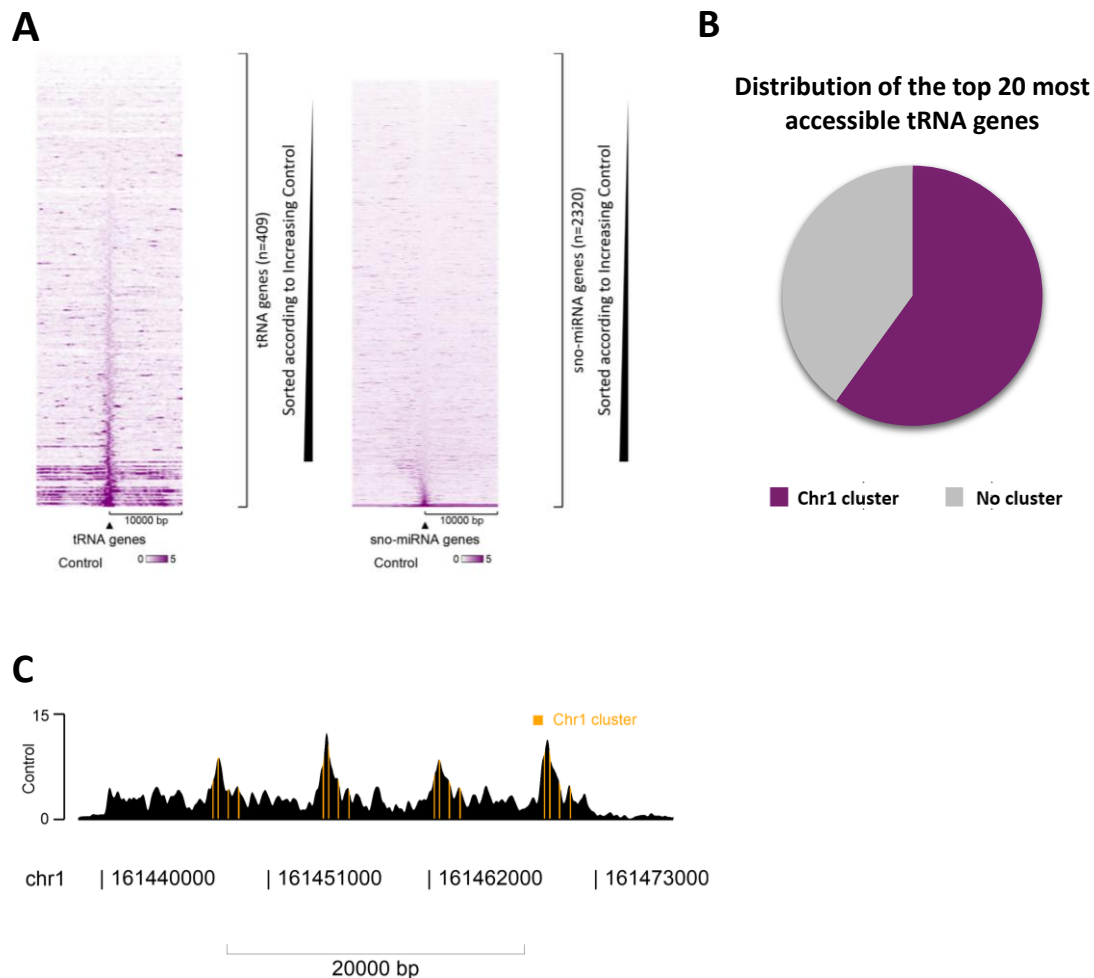 A
tRNA genes (n=409)
Sorted according to Increasing Control
10000 bp
tRNA genes
Control 0 5
sno-miRNA genes (n=2320)
Sorted according to Increasing Control
10000 bp
sno-miRNA genes
Control 0 5
B
Distribution of the top 20 most
accessible tRNA genes
Chr1 cluster
No cluster
C
15
Control
0
Chr1 cluster
chr1 | 161440000 | 161451000 | 161462000 | 161473000
20000 bp